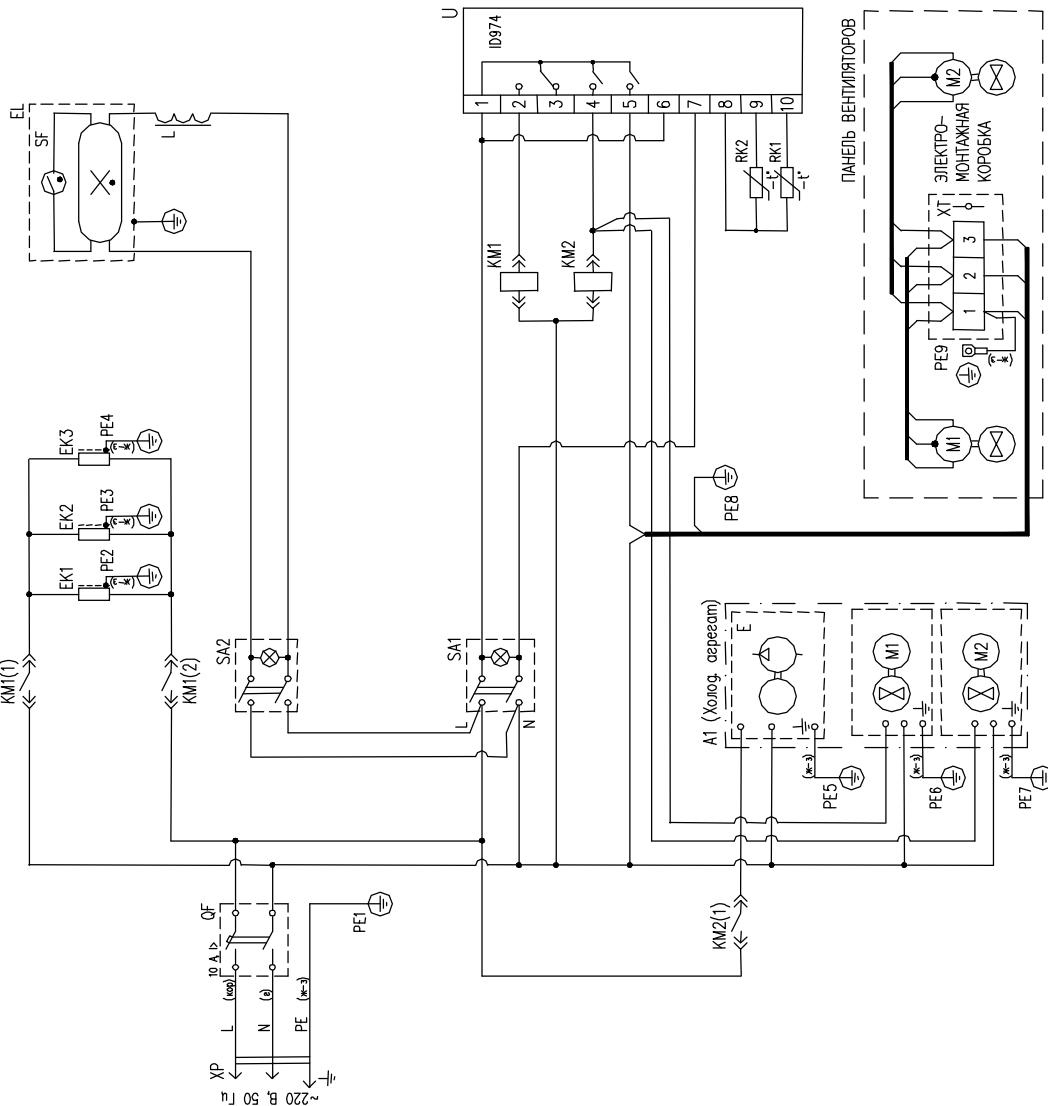 U
ID974
1
2
3
4
5
6
7
8
9
10
EL
SF
L
KM1
KM2
RK2
-t°
RK1
-t°
ПАНЕЛЬ ВЕНТИЛЯТОРОВ
M2
ЭЛЕКТРО-
МОНТАЖНАЯ
КОРОБКА
XT
1
2
3
PE9
(ж-з)
M1
EK1
PE2
(ж-з)
EK2
PE3
(ж-з)
EK3
PE4
(ж-з)
KM1(1)
KM1(2)
SA2
SA1
L
N
PE8
A1 (Холод. агрегат)
E
M1
M2
PE5
(ж-з)
PE6
(ж-з)
PE7
(ж-з)
KM2(1)
QF
10 A I>
PE1
(кор)
(г)
(ж-з)
L
N
PE
XP
~220 В, 50 Гц